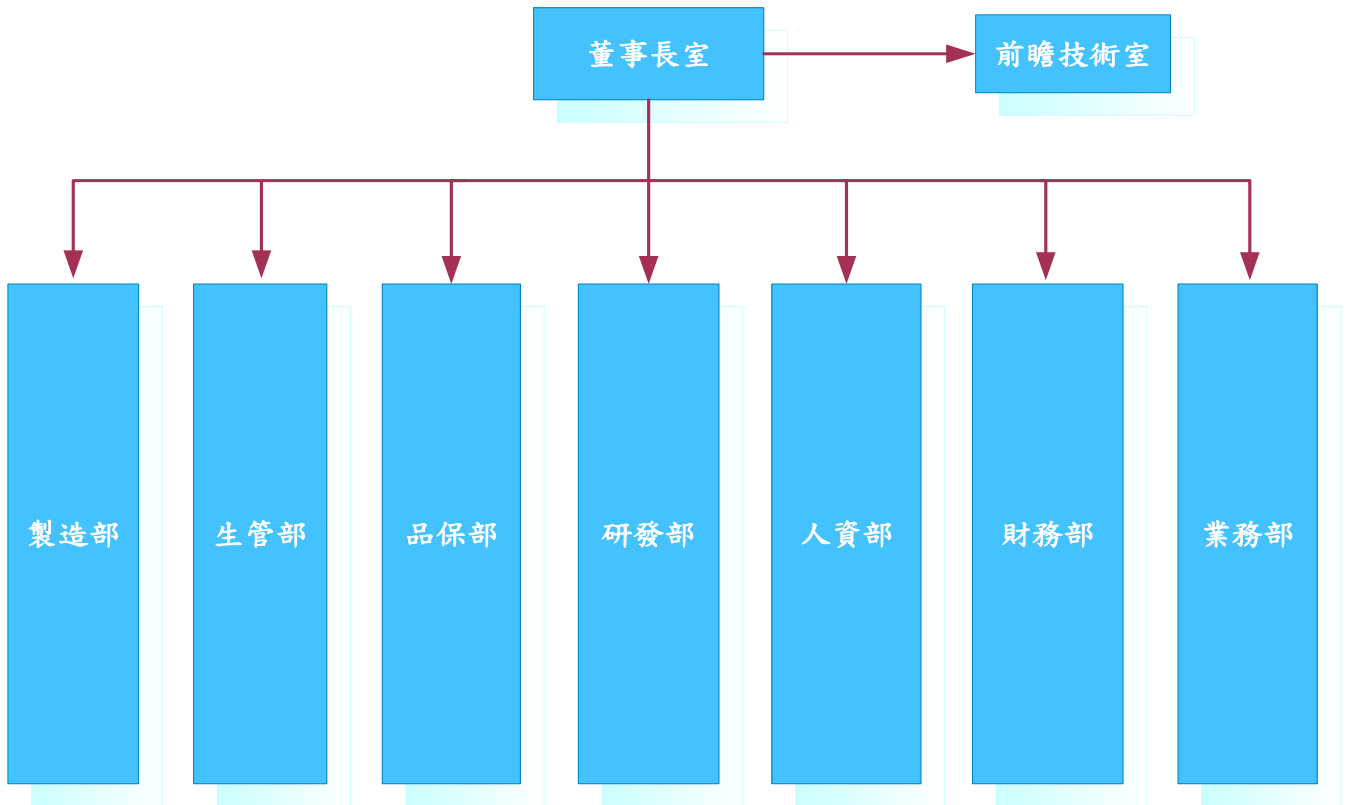 董事長室
前瞻技術室
製造部
生管部
品保部
研發部
人資部
財務部
業務部